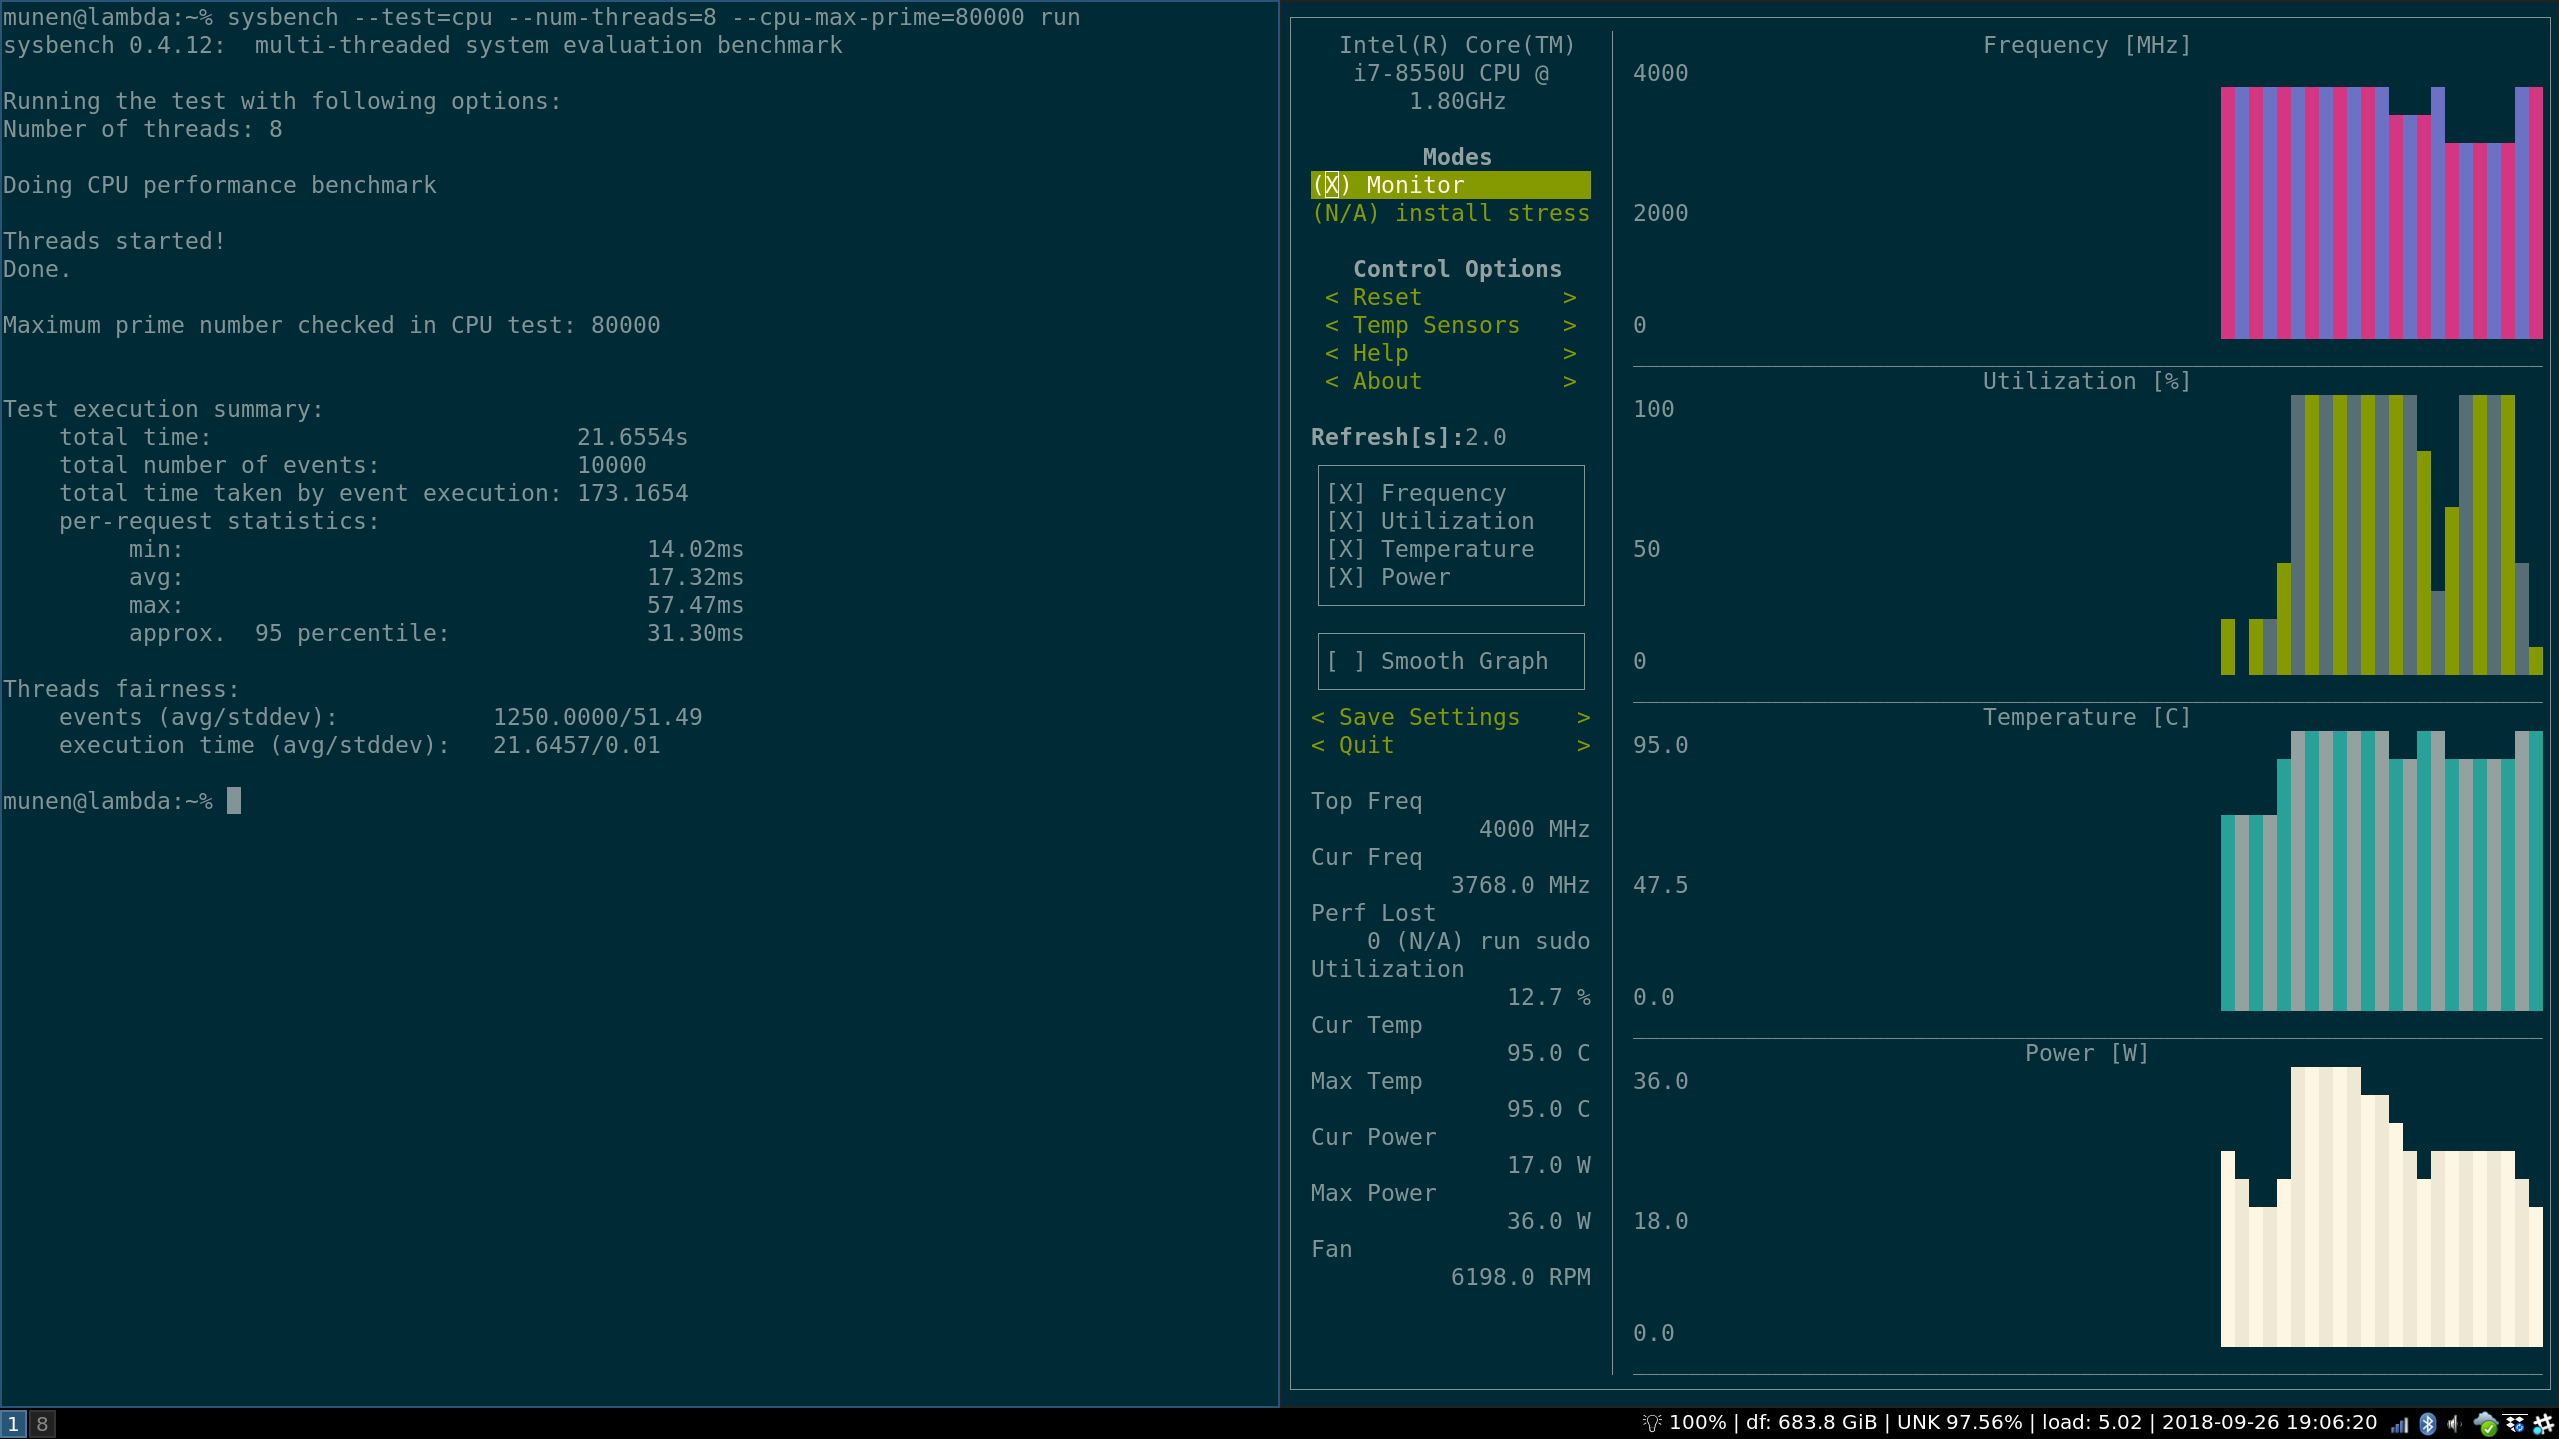 munen@lambda:~% sysbench --test=cpu --num-threads=8 --cpu-max-prime=80000 run
sysbench 0.4.12:  multi-threaded system evaluation benchmark
Running the test with following options:
Number of threads: 8
Doing CPU performance benchmark
Threads started!
Done.
Maximum prime number checked in CPU test: 80000
Test execution summary:
    total time:                          21.6554s
    total number of events:              10000
    total time taken by event execution: 173.1654
    per-request statistics:
         min:                                 14.02ms
         avg:                                 17.32ms
         max:                                 57.47ms
         approx.  95 percentile:              31.30ms
Threads fairness:
    events (avg/stddev):           1250.0000/51.49
    execution time (avg/stddev):   21.6457/0.01
munen@lambda:~%
Intel(R) Core(TM)
i7-8550U CPU @
1.80GHz
Modes
(X) Monitor
(N/A) install stress
Control Options
< Reset          >
< Temp Sensors   >
< Help           >
< About          >
Refresh[s]:2.0
[X] Frequency
[X] Utilization
[X] Temperature
[X] Power
[ ] Smooth Graph
< Save Settings    >
< Quit             >
Top Freq
4000 MHz
Cur Freq
3768.0 MHz
Perf Lost
0 (N/A) run sudo
Utilization
12.7 %
Cur Temp
95.0 C
Max Temp
95.0 C
Cur Power
17.0 W
Max Power
36.0 W
Fan
6198.0 RPM
Frequency [MHz]
4000
2000
0
Utilization [%]
100
50
0
Temperature [C]
95.0
47.5
0.0
Power [W]
36.0
18.0
0.0
1 8
100% | df: 683.8 GiB | UNK 97.56% | load: 5.02 | 2018-09-26 19:06:20